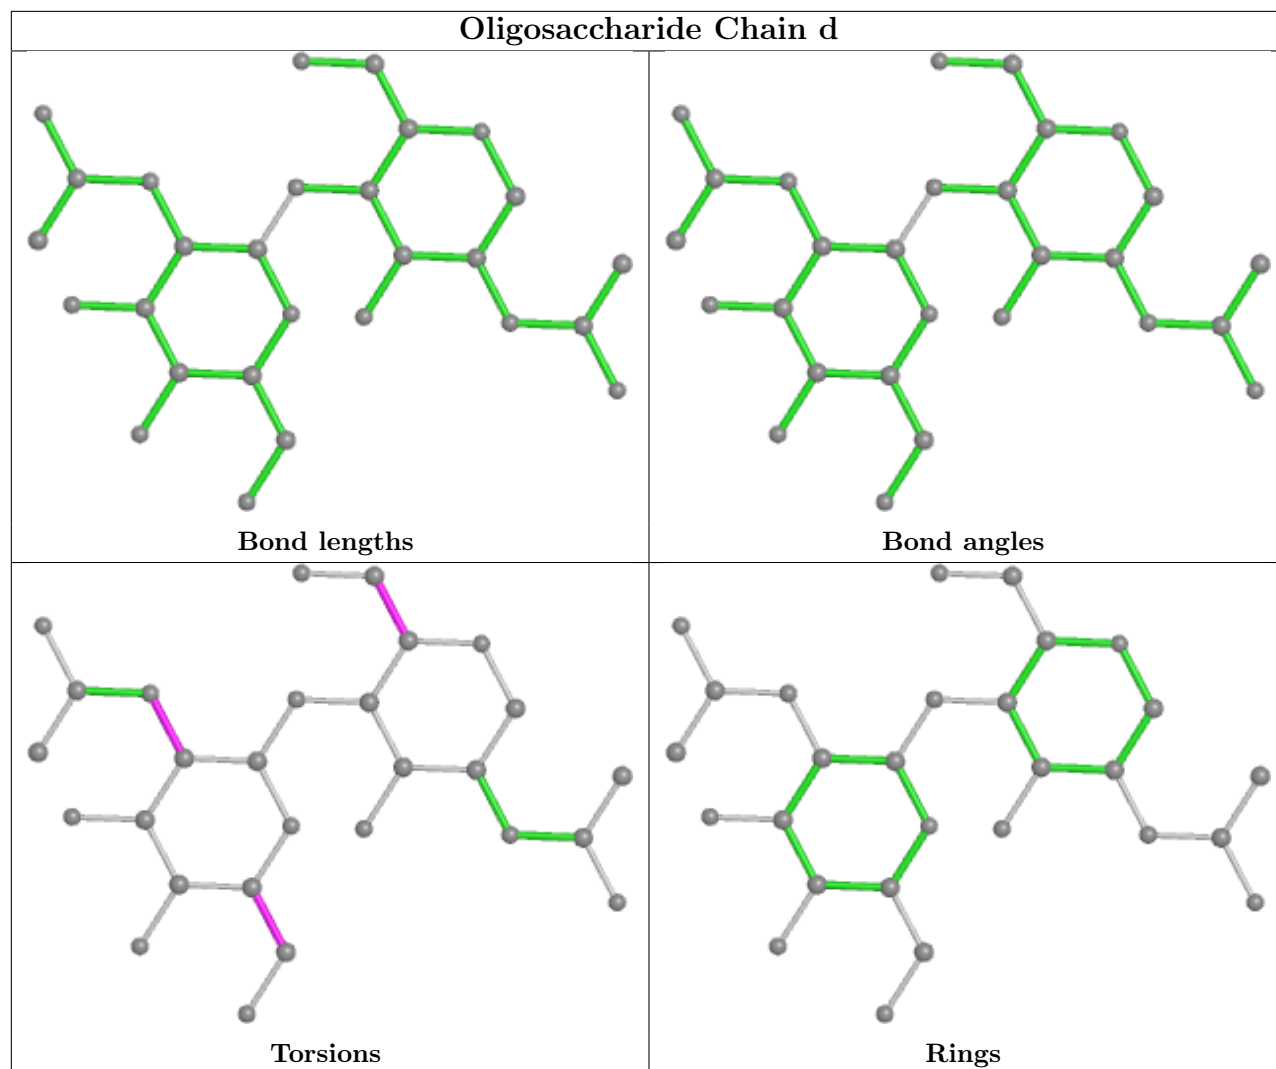 Oligosaccharide Chain d
Bond lengths
Bond angles
Torsions
Rings